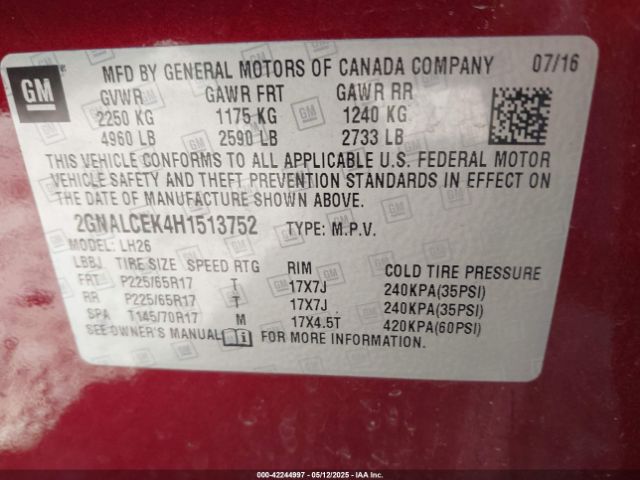 GM
MFD BY GENERAL MOTORS OF CANADA COMPANY 07/16
GVWR GAWR FRT GAWR RR
2250 KG 1175 KG 1240 KG
4960 LB 2590 LB 2733 LB
THIS VEHICLE CONFORMS TO ALL APPLICABLE U.S. FEDERAL MOTOR
VEHICLE SAFETY AND THEFT PREVENTION STANDARDS IN EFFECT ON
THE DATE OF MANUFACTURE SHOWN ABOVE.
2GNALCEK4H1513752 TYPE: M.P.V.
MODEL: LH26
LBBJ TIRE SIZE SPEED RTG RIM COLD TIRE PRESSURE
FRT P225/65R17 T 17X7J 240KPA(35PSI)
RR P225/65R17 T 17X7J 240KPA(35PSI)
SPA T145/70R17 M 17X4.5T 420KPA(60PSI)
SEE OWNER'S MANUAL FOR MORE INFORMATION.
000-42244997 - 05/12/2025 - IAA Holdings, LLC.